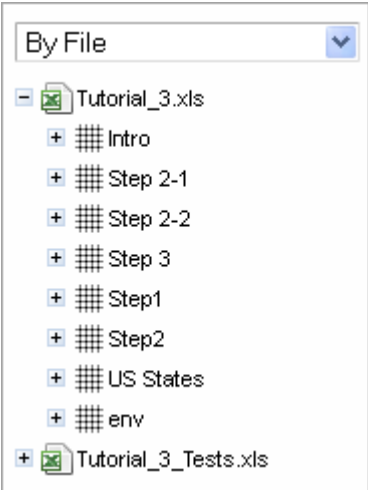 By File
Tutorial_3.xls
Intro
Step 2-1
Step 2-2
Step 3
Step1
Step2
US States
env
Tutorial_3_Tests.xls